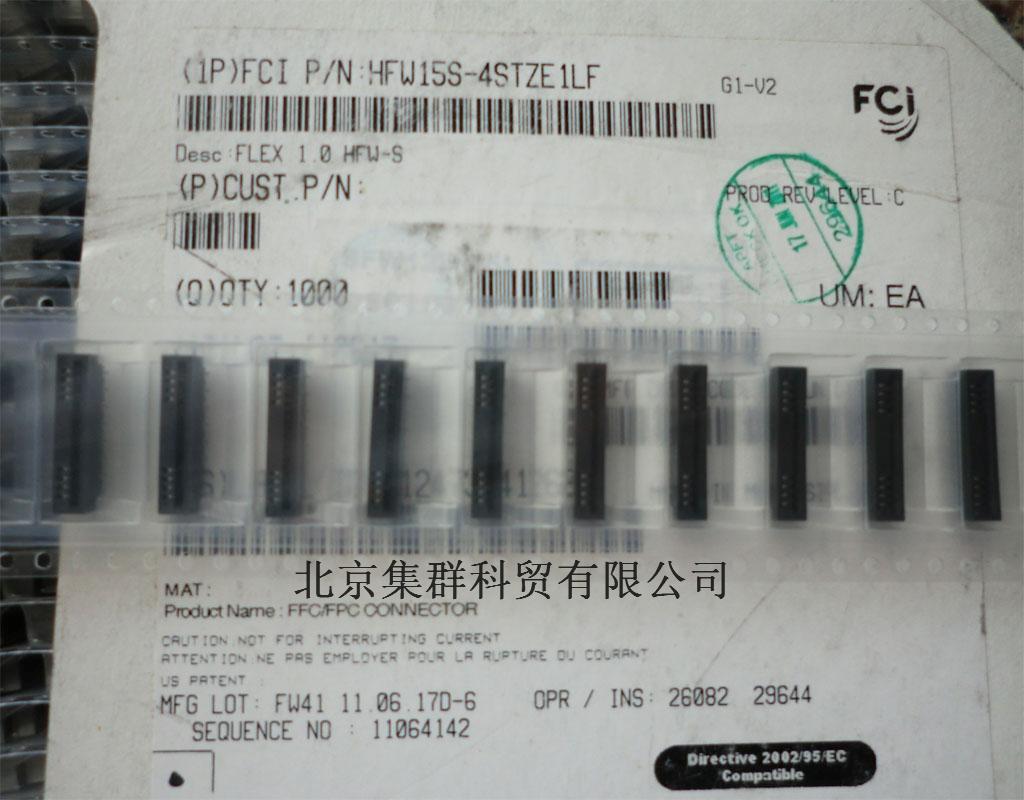 (1P)FCI P/N:HFW15S-4STZE1LF
G1-V2
FCi
Desc:FLEX 1.0 HFW-S
(P)CUST.P/N:
PROD REV LEVEL:C
17 JUN
29644
(Q)QTY:1000
UM: EA
北京集群科贸有限公司
MAT:
Product Name : FFC/FPC CONNECTOR
CAUTION:NOT FOR INTERRUPTING CURRENT
ATTENTION:NE PAS EMPLOYER POUR LA RUPTURE DU COURANT
US PATENT :
MFG LOT: FW41 11.06.17D-6
OPR / INS: 26082 29644
SEQUENCE NO : 11064142
Directive 2002/95/EC
Compatible